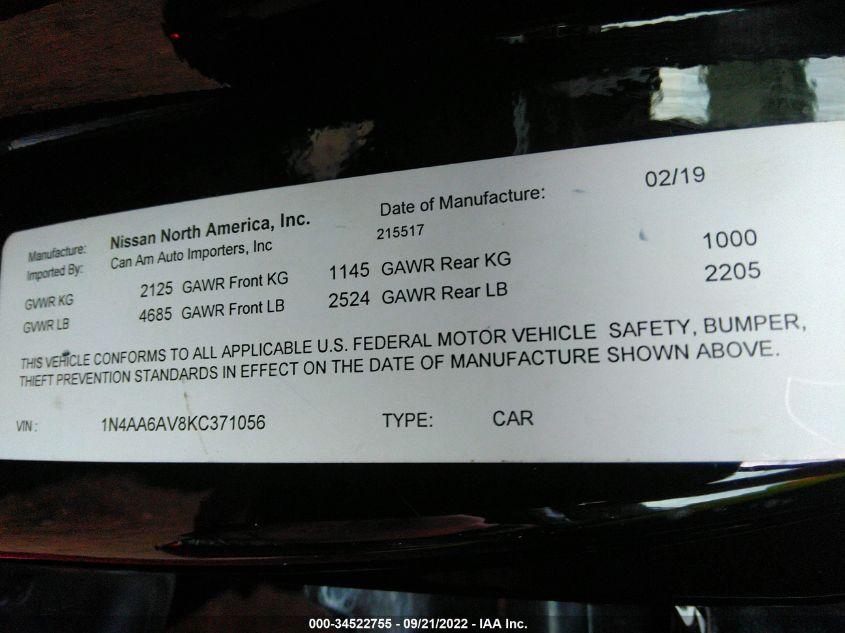 Manufacture: Nissan North America, Inc. Date of Manufacture: 02/19
Imported By: Can Am Auto Importers, Inc 215517
GVWR KG 2125 GAWR Front KG 1145 GAWR Rear KG 1000
GVWR LB 4685 GAWR Front LB 2524 GAWR Rear LB 2205
THIS VEHICLE CONFORMS TO ALL APPLICABLE U.S. FEDERAL MOTOR VEHICLE SAFETY, BUMPER,
THIEFT PREVENTION STANDARDS IN EFFECT ON THE DATE OF MANUFACTURE SHOWN ABOVE.
VIN : 1N4AA6AV8KC371056 TYPE: CAR
000-34522755 - 09/21/2022 - IAA Inc.